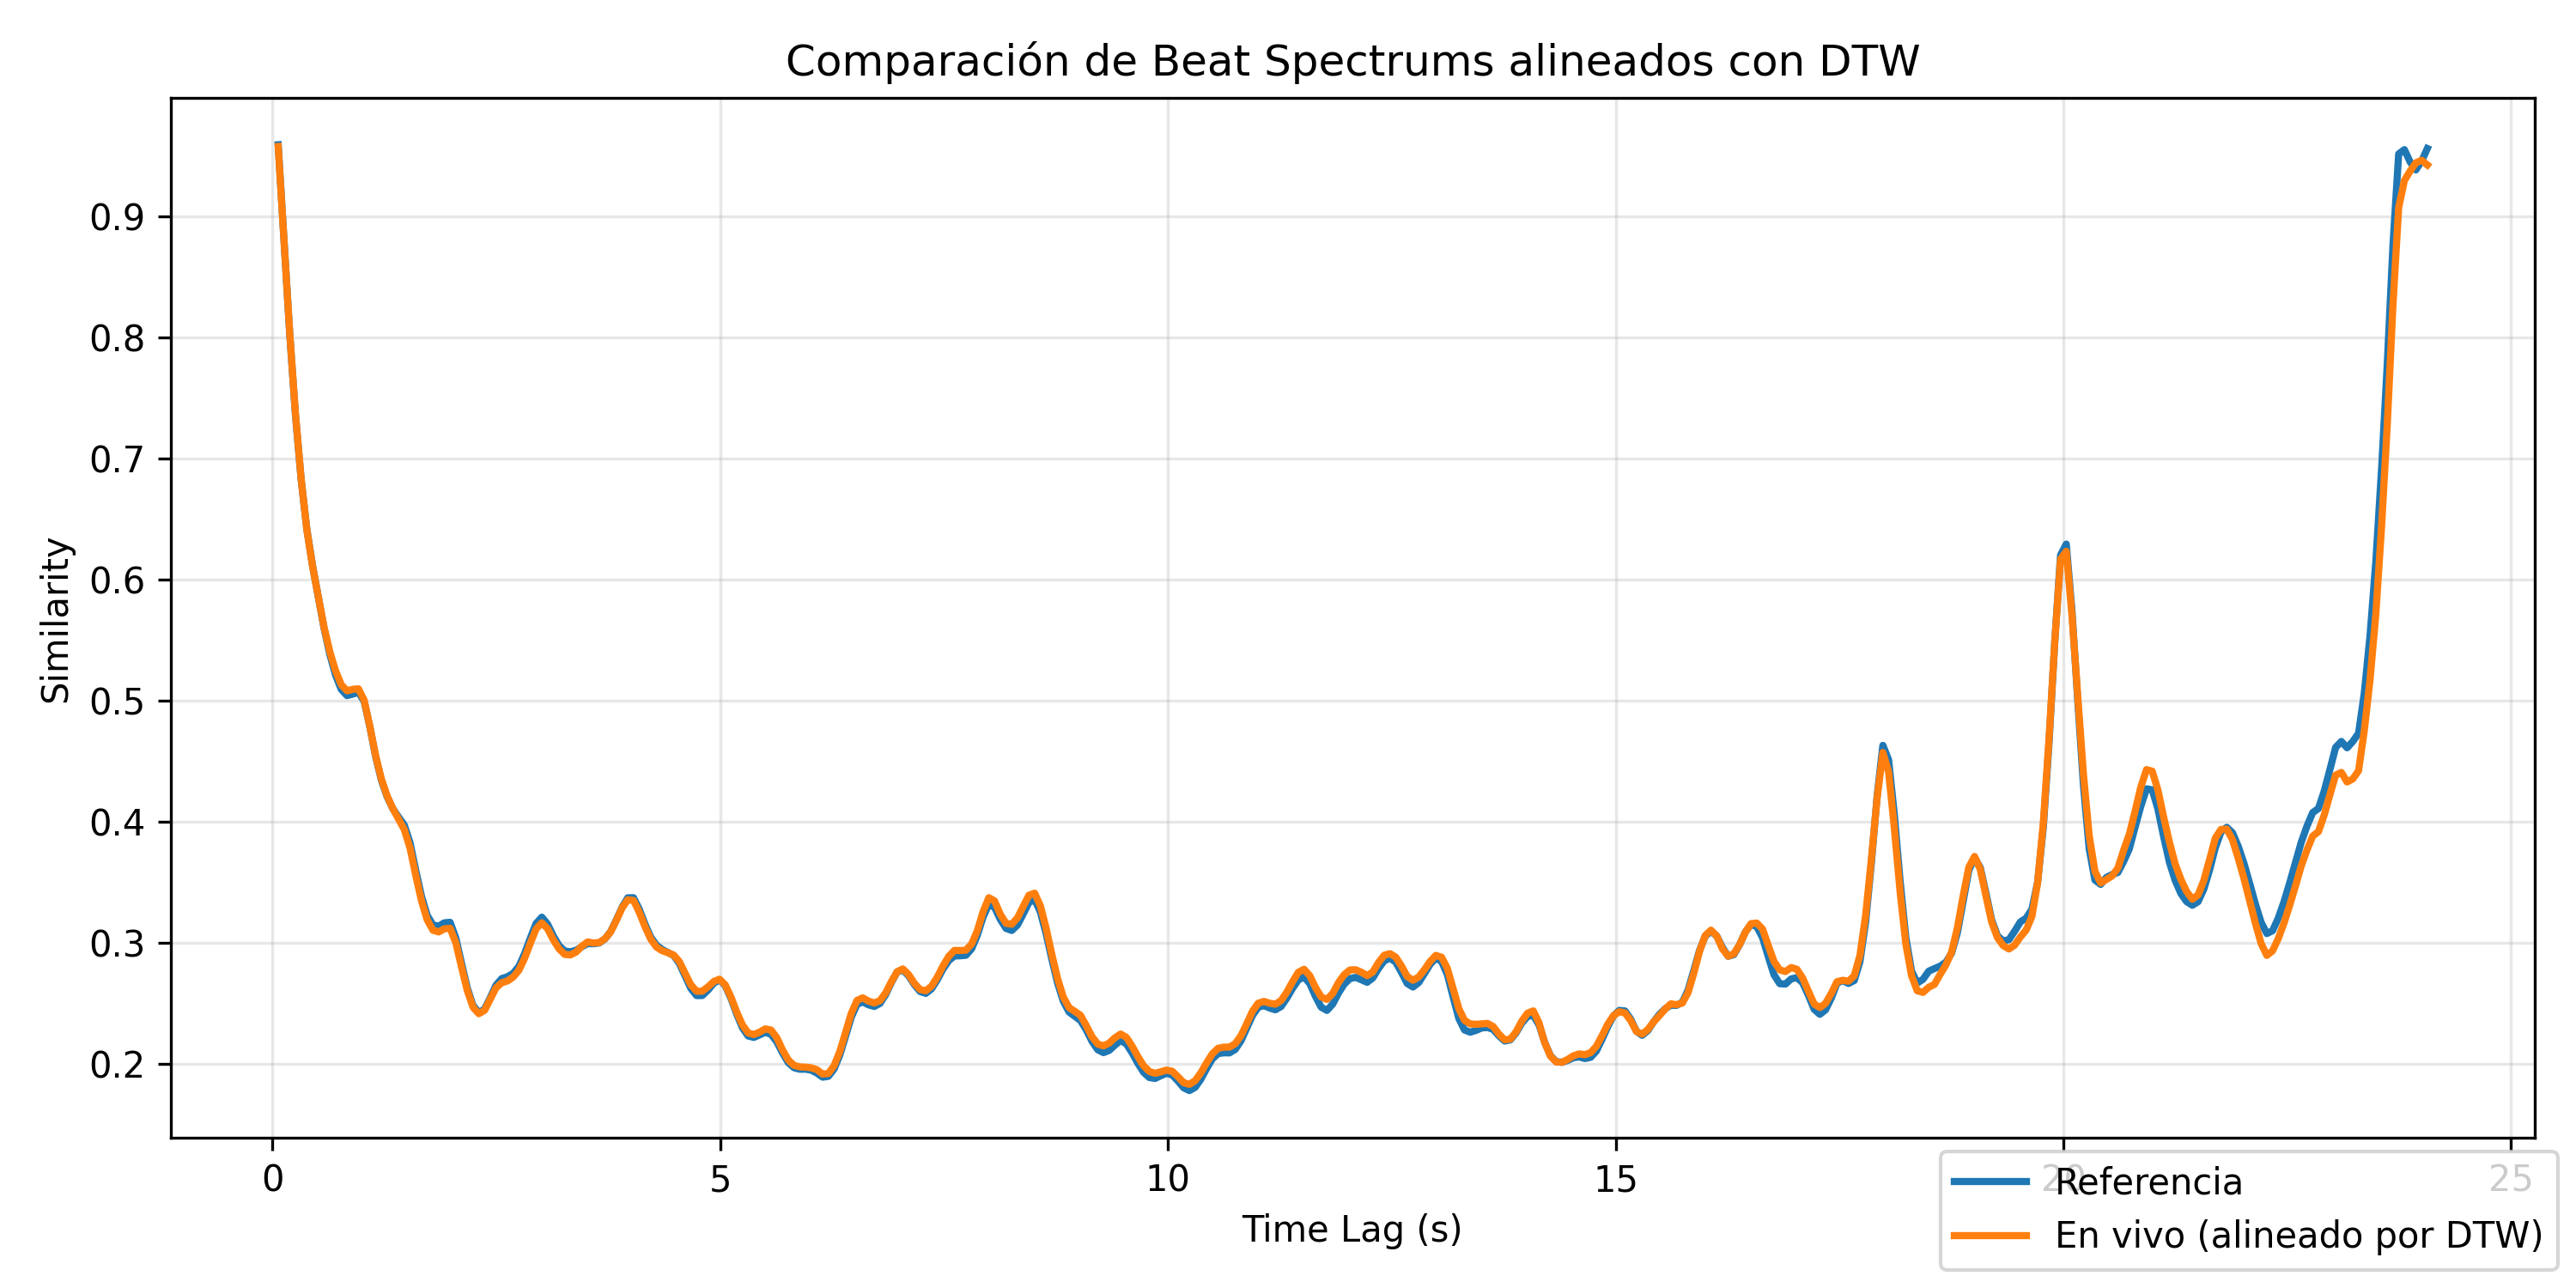 Comparación de Beat Spectrums alineados con DTW
Similarity
0.9
0.8
0.7
0.6
0.5
0.4
0.3
0.2
0
5
10
15
20
25
Time Lag (s)
Referencia
En vivo (alineado por DTW)